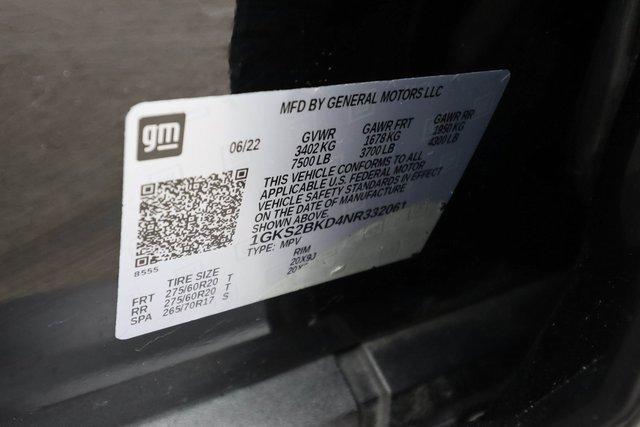 MFD BY GENERAL MOTORS LLC
gm
06/22
GVWR GAWR FRT GAWR RR
3402 KG 1678 KG 1950 KG
7500 LB 3700 LB 4300 LB
THIS VEHICLE CONFORMS TO ALL
APPLICABLE U.S. FEDERAL MOTOR
VEHICLE SAFETY STANDARDS IN EFFECT
ON THE DATE OF MANUFACTURE
SHOWN ABOVE.
1GKS2BKD4NR332061
TYPE: MPV
8555
TIRE SIZE RIM
FRT 275/60R20 T 20X9J
RR 275/60R20 T
SPA 265/70R17 S